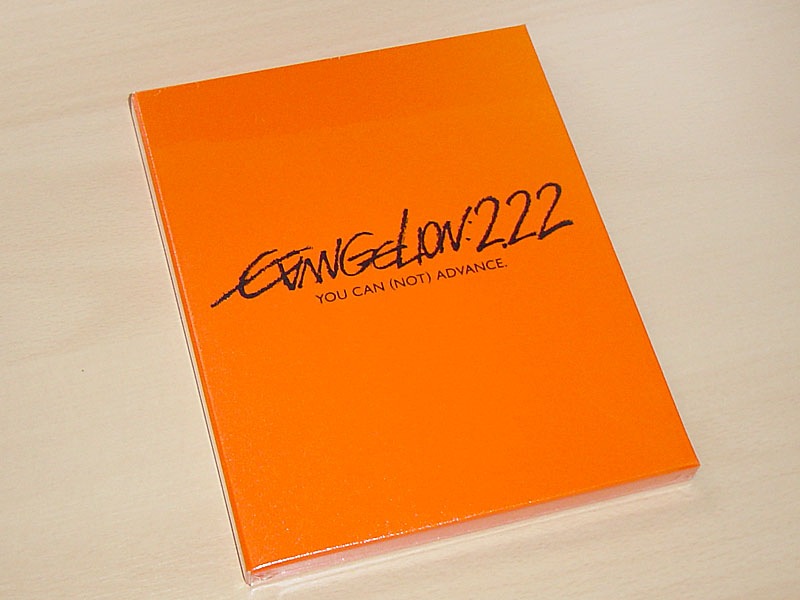 EVANGELION:2.22
YOU CAN (NOT) ADVANCE.